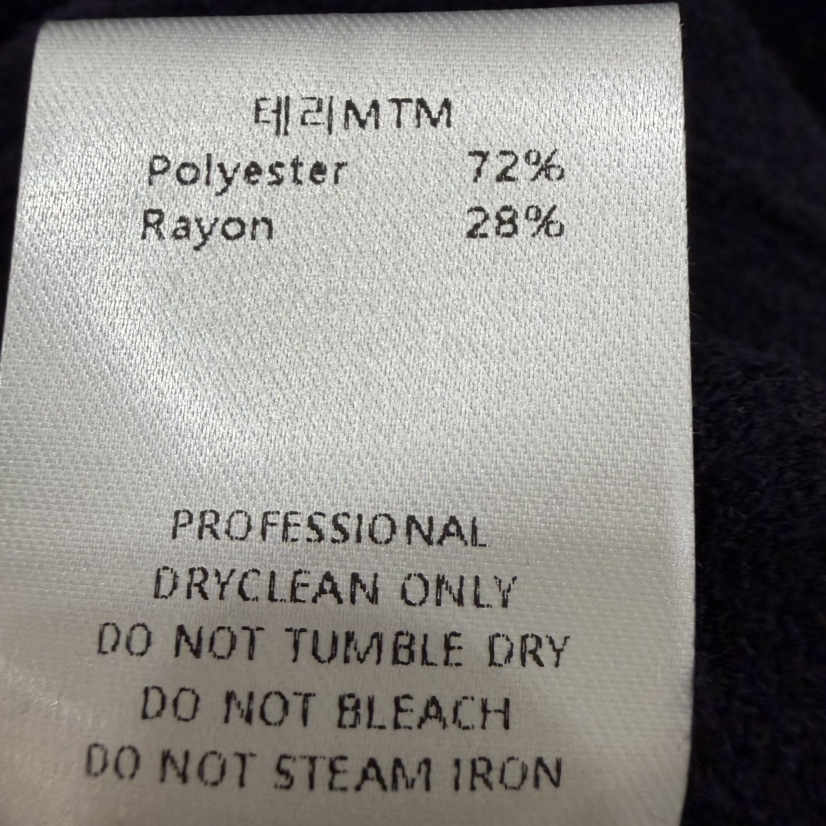 테리MTM
Polyester 72%
Rayon 28%
PROFESSIONAL
DRYCLEAN ONLY
DO NOT TUMBLE DRY
DO NOT BLEACH
DO NOT STEAM IRON